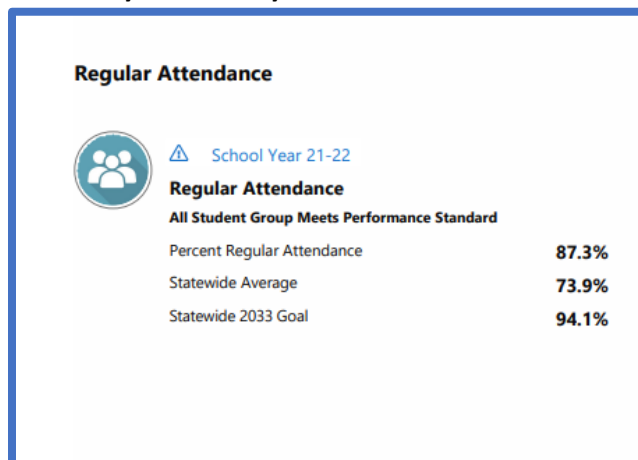 Regular Attendance
School Year 21-22
Regular Attendance
All Student Group Meets Performance Standard
Percent Regular Attendance 87.3%
Statewide Average 73.9%
Statewide 2033 Goal 94.1%